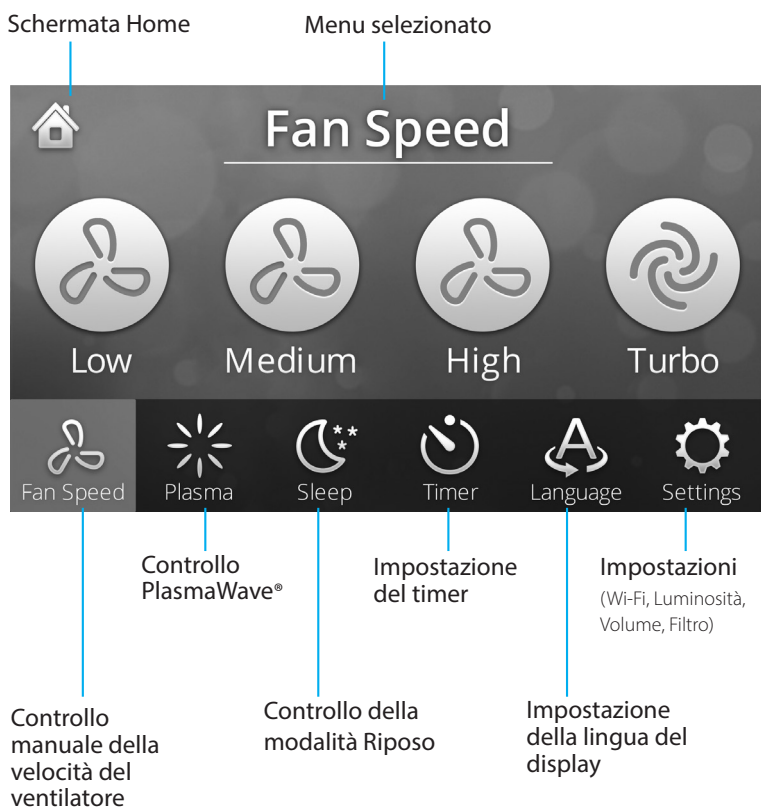 Schermata Home
Menu selezionato
Fan Speed
Low
Medium
High
Turbo
Fan Speed
Plasma
Sleep
Timer
Language
Settings
Controllo
PlasmaWave®
Impostazione
del timer
Impostazioni
(Wi-Fi, Luminosità,
Volume, Filtro)
Controllo
manuale della
velocità del
ventilatore
Controllo della
modalità Riposo
Impostazione
della lingua del
display